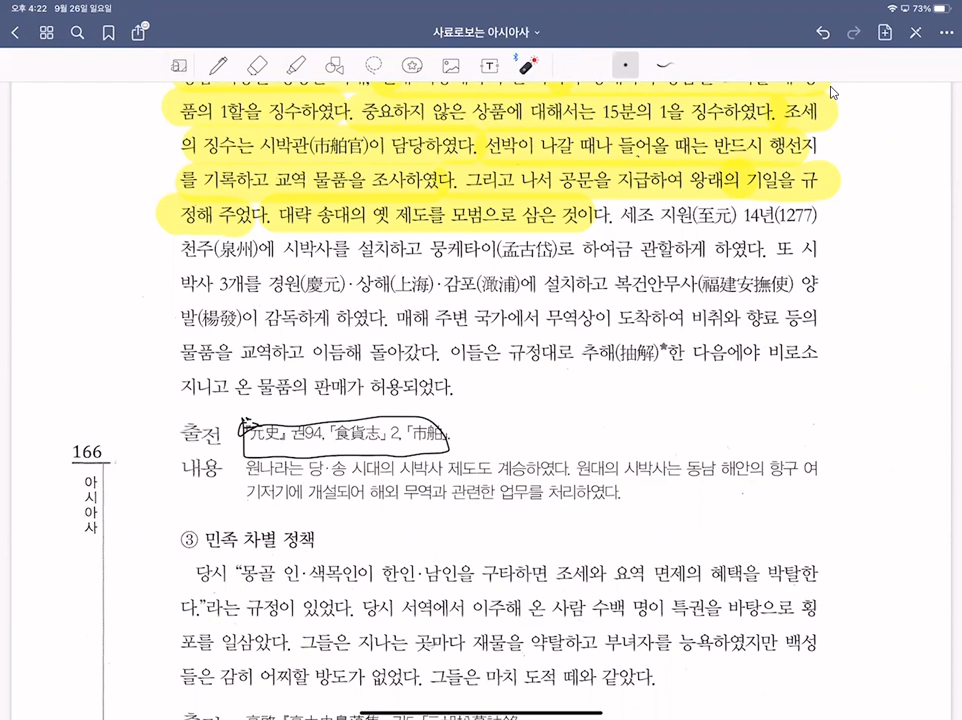 오후 4:22 9월 26일 일요일
73%
사료로보는 아시아사
품의 1할을 징수하였다. 중요하지 않은 상품에 대해서는 15분의 1을 징수하였다. 조세
의 징수는 시박관(市舶官)이 담당하였다. 선박이 나갈 때나 들어올 때는 반드시 행선지
를 기록하고 교역 물품을 조사하였다. 그리고 나서 공문을 지급하여 왕래의 기일을 규
정해 주었다. 대략 송대의 옛 제도를 모범으로 삼은 것이다. 세조 지원(至元) 14년(1277)
천주(泉州)에 시박사를 설치하고 뭉케타이(孟古岱)로 하여금 관할하게 하였다. 또 시
박사 3개를 경원(慶元)·상해(上海)·감포(澉浦)에 설치하고 복건안무사(福建安撫使) 양
발(楊發)이 감독하게 하였다. 매해 주변 국가에서 무역상이 도착하여 비취와 향료 등의
물품을 교역하고 이듬해 돌아갔다. 이들은 규정대로 추해(抽解)*한 다음에야 비로소
지니고 온 물품의 판매가 허용되었다.
출전 元史』 권94, 「食貨志」 2, 「市舶」.
166
내용 원나라는 당·송 시대의 시박사 제도도 계승하였다. 원대의 시박사는 동남 해안의 항구 여
기저기에 개설되어 해외 무역과 관련한 업무를 처리하였다.
아시아사
③ 민족 차별 정책
당시 “몽골 인·색목인이 한인·남인을 구타하면 조세와 요역 면제의 혜택을 박탈한
다.”라는 규정이 있었다. 당시 서역에서 이주해 온 사람 수백 명이 특권을 바탕으로 횡
포를 일삼았다. 그들은 지나는 곳마다 재물을 약탈하고 부녀자를 능욕하였지만 백성
들은 감히 어찌할 방도가 없었다. 그들은 마치 도적 떼와 같았다.